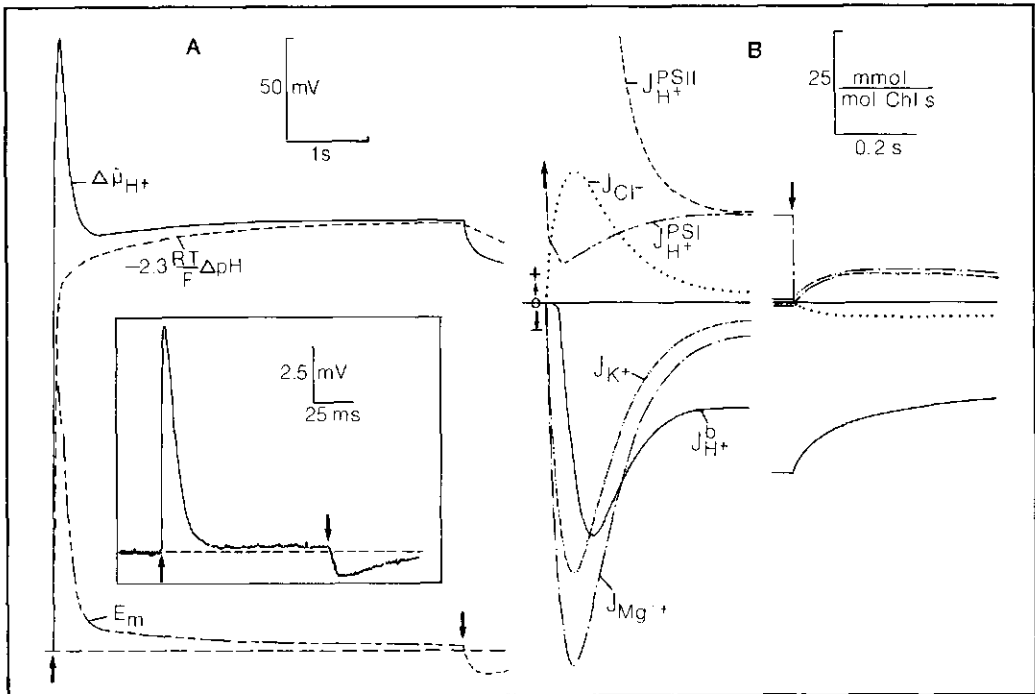 A
50 mV
1s
Δμ̃H+
−2.3 RT/F ΔpH
2.5 mV
25 ms
Em
B
25 mmol/mol Chl s
0.2 s
J PSII H+
JCl-
J PSI H+
+
0
−
JK+
J b H+
JMg++